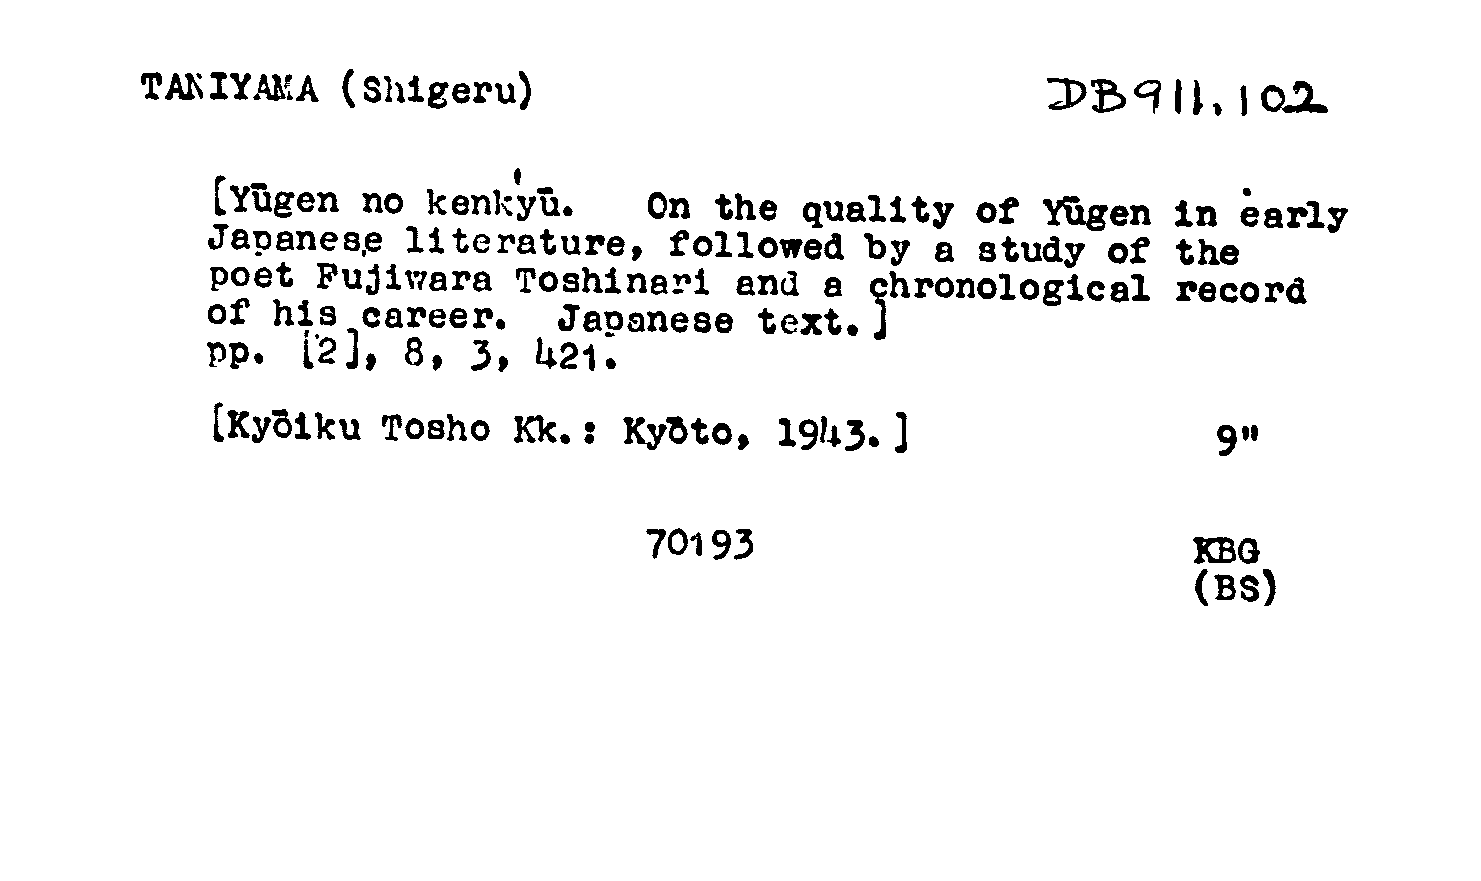 TANIYAMA (Shigeru)
DB911.102
[Yūgen no kenkyū. On the quality of Yūgen in early
Japanese literature, followed by a study of the
poet Fujiwara Toshinari and a chronological record
of his career. Japanese text.]
pp. [2], 8, 3, 421.
[Kyōiku Tosho Kk.: Kyōto, 1943.]
9"
70193
KBG
(BS)